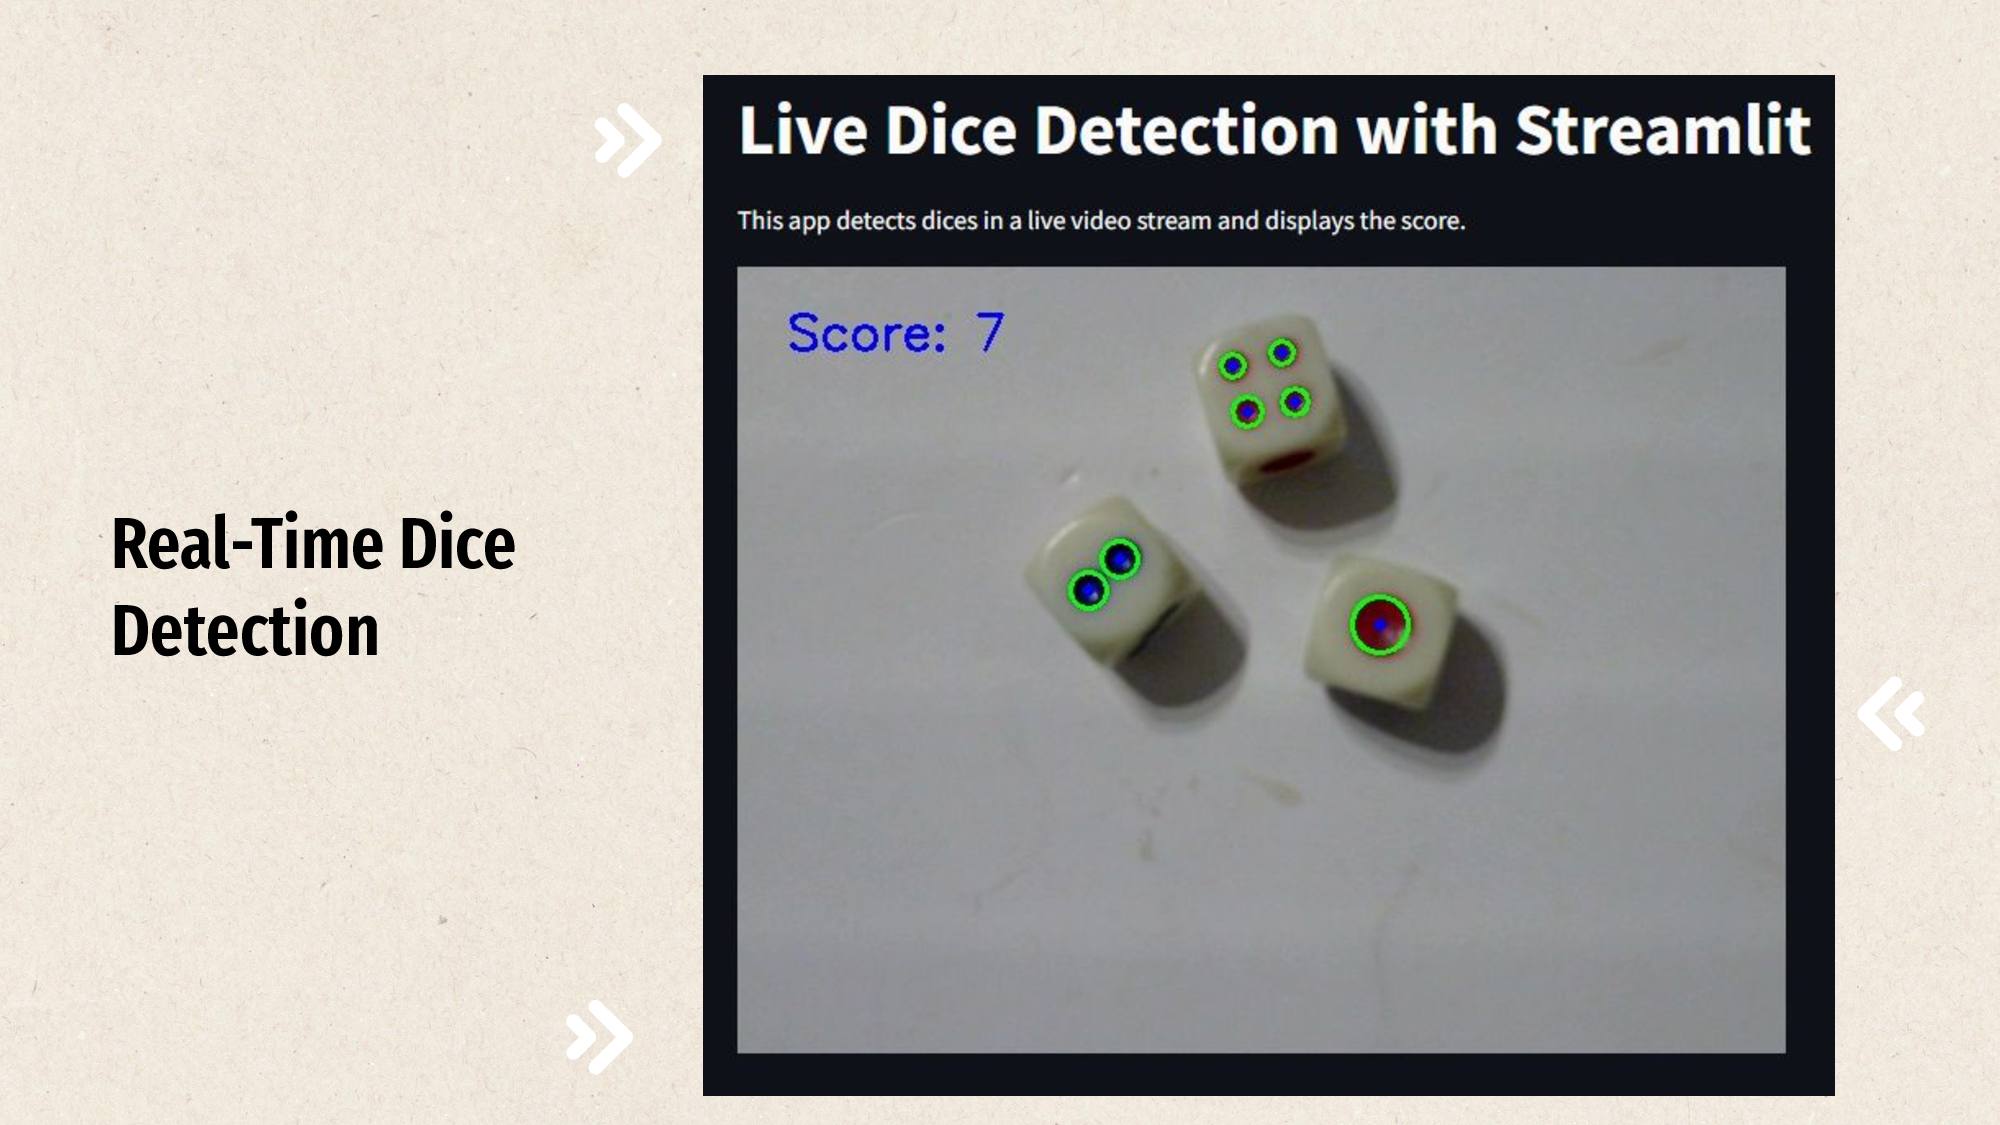 Real-Time Dice
Detection
Live Dice Detection with Streamlit
This app detects dices in a live video stream and displays the score.
Score: 7